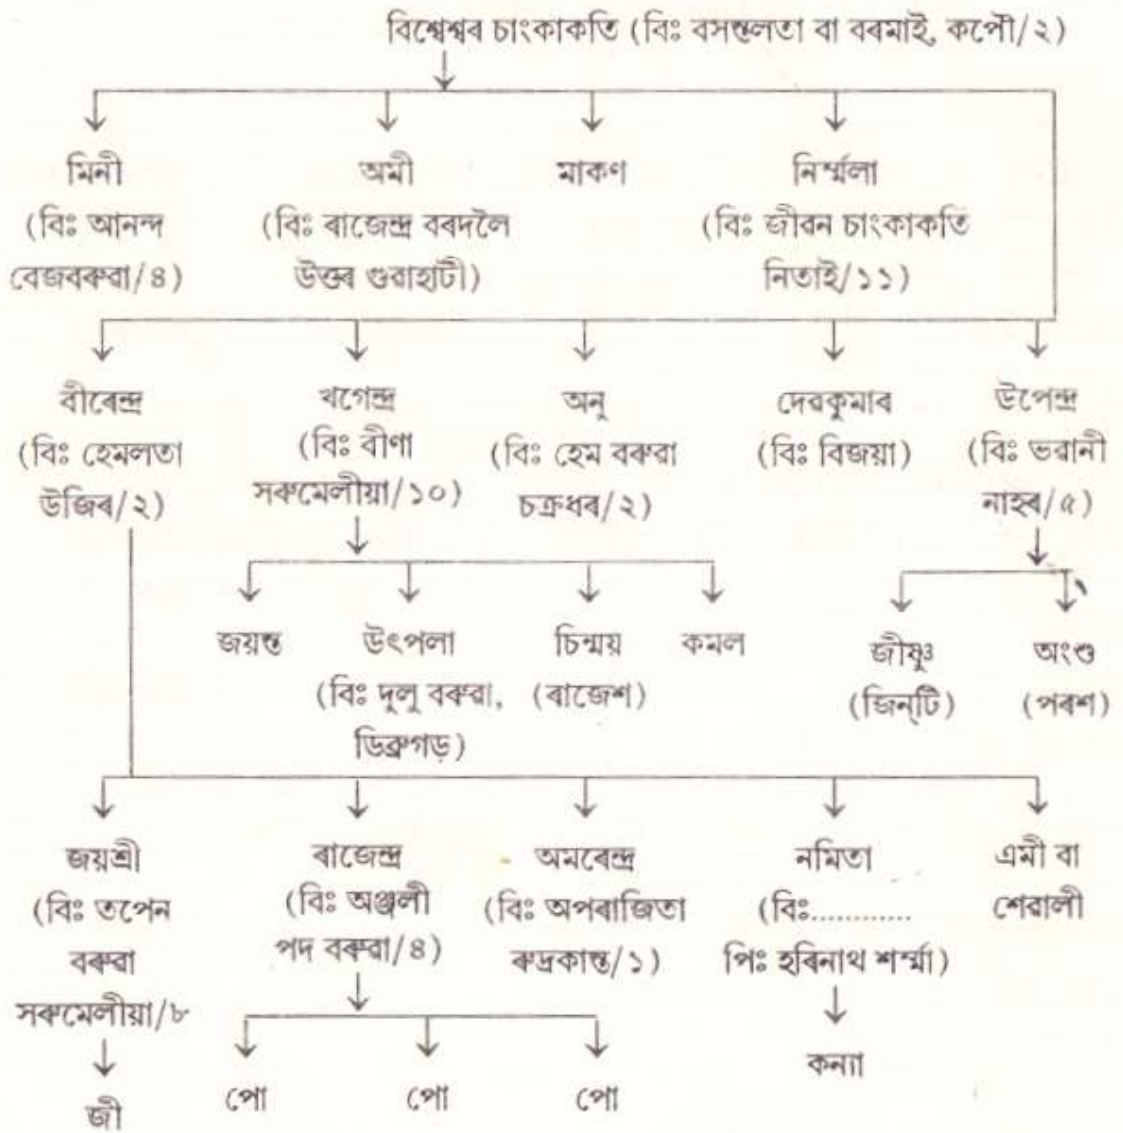 বিশ্বেশ্বৰ চাংকাকতি (বিঃ বসন্তলতা বা বৰমাই, কপৌ/২)
মিনী অমী মাকণ নিৰ্ম্মলা
(বিঃ আনন্দ (বিঃ ৰাজেন্দ্ৰ বৰদলৈ (বিঃ জীৱন চাংকাকতি
বেজবৰুৱা/৪) উত্তৰ গুৱাহাটী) নিতাই/১১)
বীৰেন্দ্ৰ খগেন্দ্ৰ অনু দেৱকুমাৰ উপেন্দ্ৰ
(বিঃ হেমলতা (বিঃ বীণা (বিঃ হেম বৰুৱা (বিঃ বিজয়া) (বিঃ ভৱানী
উজিৰ/২) সৰুমেলীয়া/১০) চক্ৰধৰ/২) নাহৰ/৫)
জয়ন্ত উৎপলা চিন্ময় কমল জীষ্ণু অংশু
(বিঃ দুলু বৰুৱা, (ৰাজেশ) (জিন্‌টি) (পৰশ)
ডিব্ৰুগড়)
জয়শ্ৰী ৰাজেন্দ্ৰ অমৰেন্দ্ৰ নমিতা এমী বা
(বিঃ তপেন (বিঃ অঞ্জলী (বিঃ অপৰাজিতা (বিঃ............ শেৱালী
বৰুৱা পদ বৰুৱা/৪) ৰুদ্ৰকান্ত/১) পিঃ হৰিনাথ শৰ্ম্মা)
সৰুমেলীয়া/৮
জী পো পো পো কন্যা